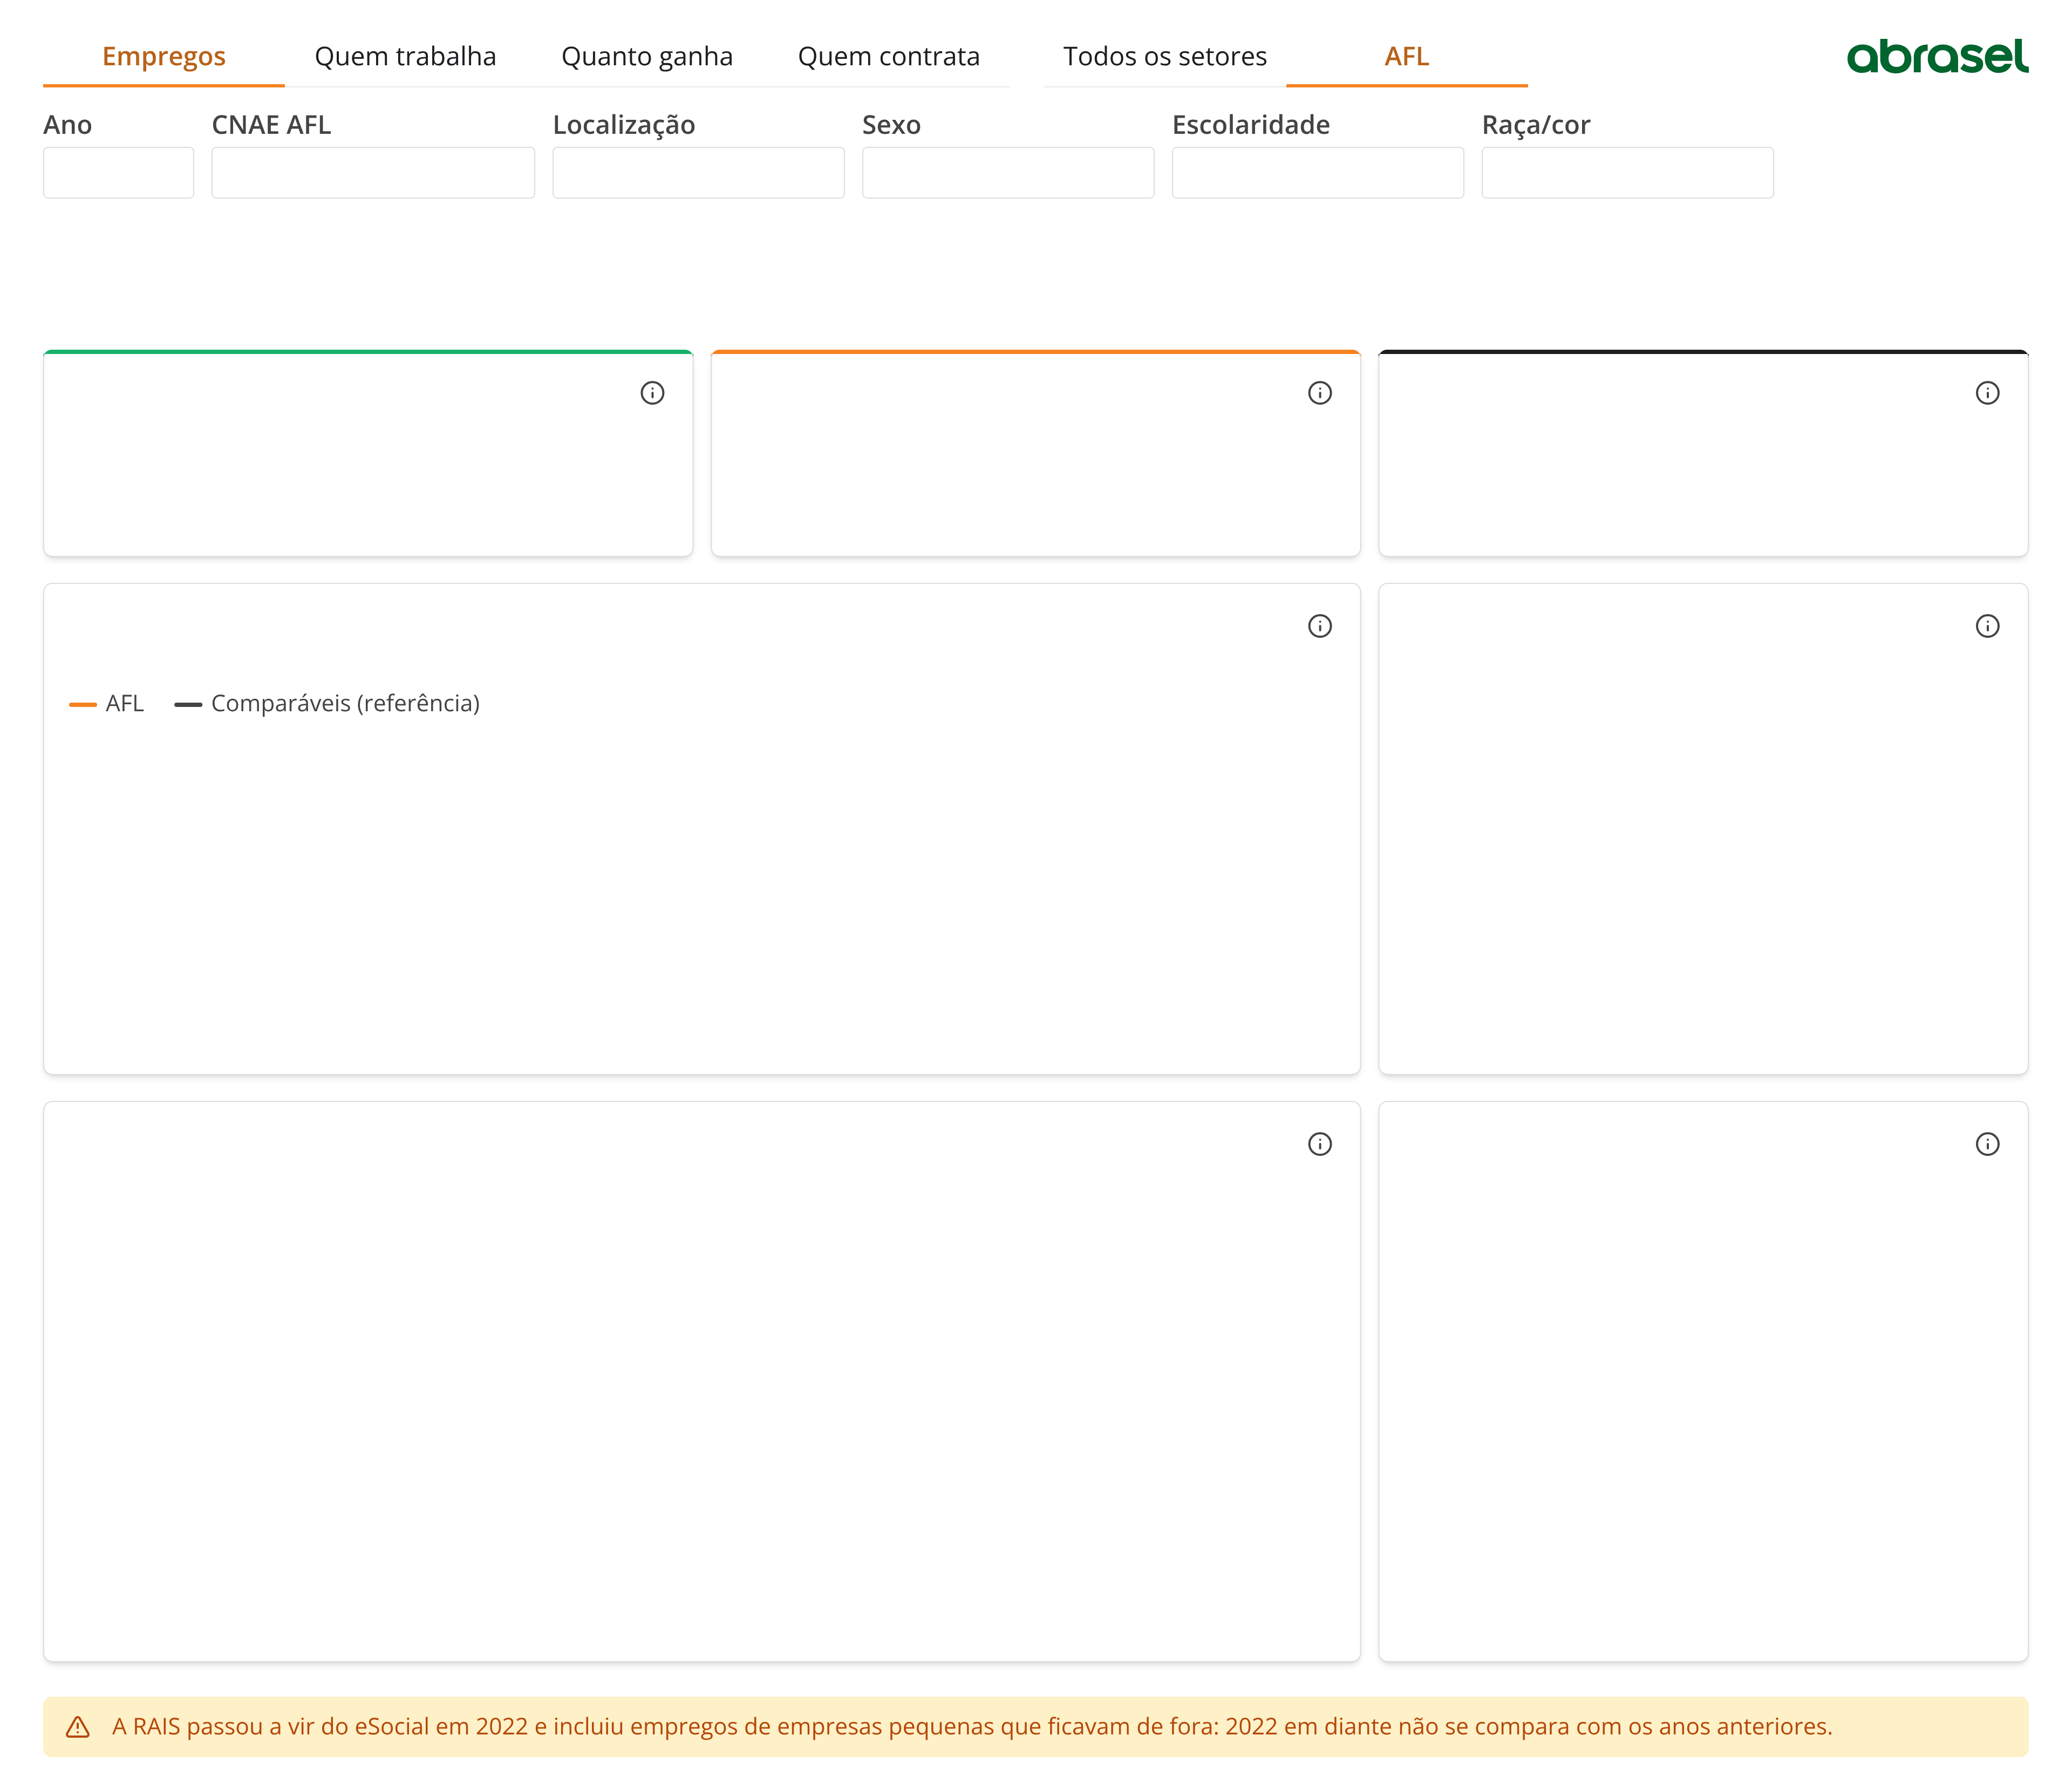 Empregos Quem trabalha Quanto ganha Quem contrata Todos os setores AFL abrasel
Ano CNAE AFL Localização Sexo Escolaridade Raça/cor
AFL Comparáveis (referência)
A RAIS passou a vir do eSocial em 2022 e incluiu empregos de empresas pequenas que ficavam de fora: 2022 em diante não se compara com os anos anteriores.